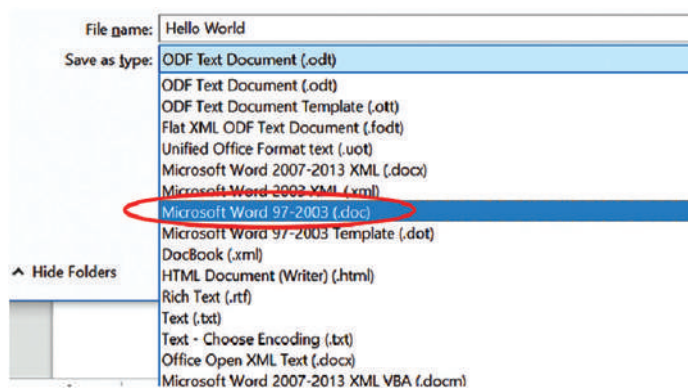 File name: Hello World
Save as type: ODF Text Document (.odt)
ODF Text Document (.odt)
ODF Text Document Template (.ott)
Flat XML ODF Text Document (.fodt)
Unified Office Format text (.uot)
Microsoft Word 2007-2013 XML (.docx)
Microsoft Word 2003 XML (.xml)
Microsoft Word 97-2003 (.doc)
Microsoft Word 97-2003 Template (.dot)
DocBook (.xml)
Hide Folders
HTML Document (Writer) (.html)
Rich Text (.rtf)
Text (.txt)
Text - Choose Encoding (.txt)
Office Open XML Text (.docx)
Microsoft Word 2007-2013 XML VBA (.docm)